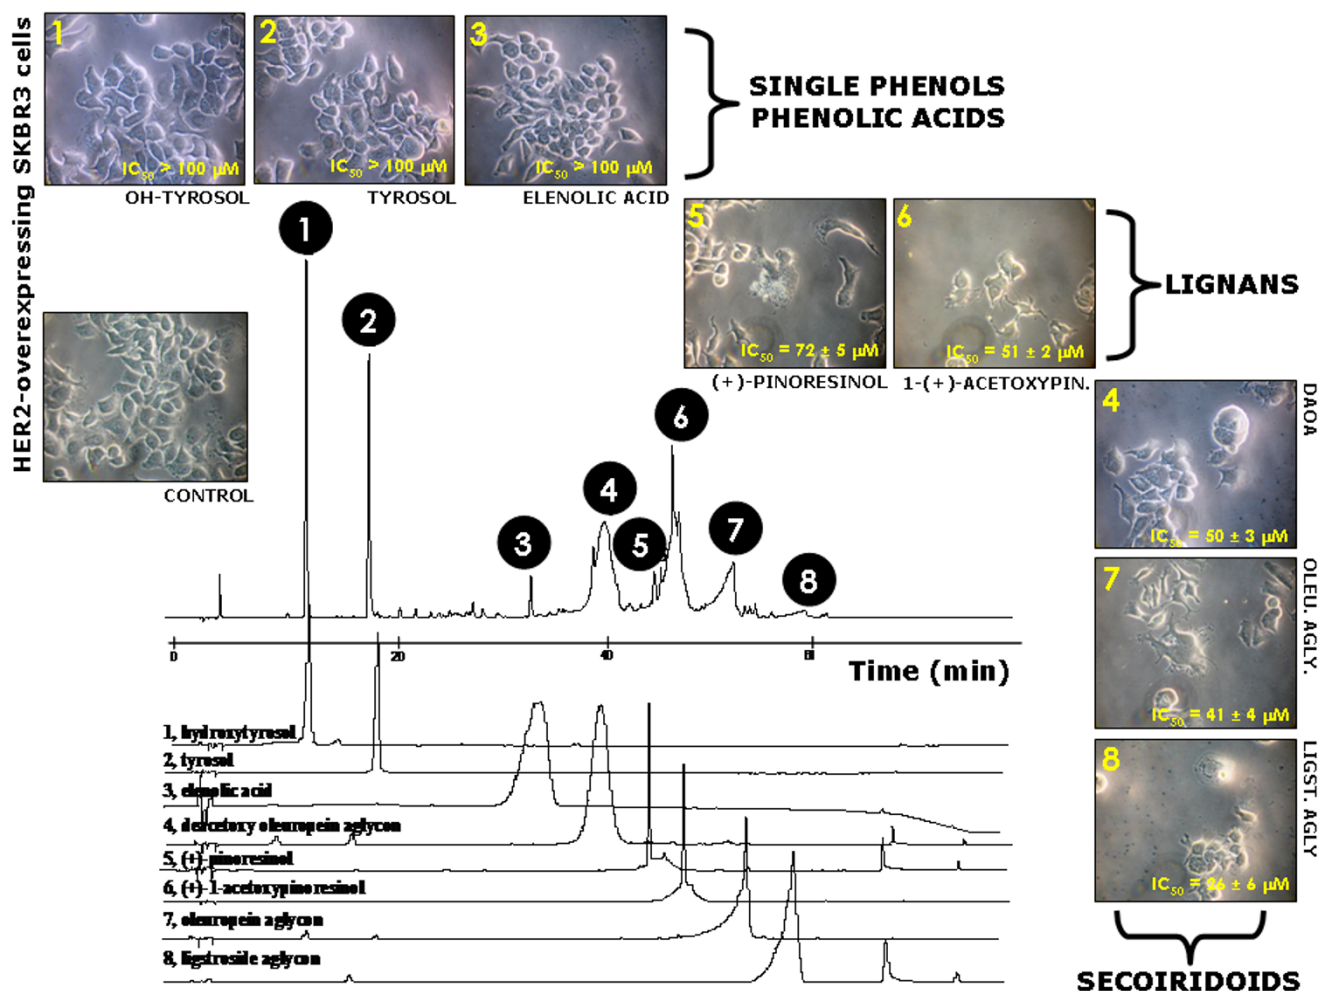 HER2-overexpressing SKBR3 cells
1
IC50 > 100 µM
OH-TYROSOL
2
IC50 > 100 µM
TYROSOL
3
IC50 > 100 µM
ELENOLIC ACID
SINGLE PHENOLS
PHENOLIC ACIDS
5
IC50 = 72 ± 5 µM
(+)-PINORESINOL
6
IC50 = 51 ± 2 µM
1-(+)-ACETOXYPIN.
LIGNANS
CONTROL
4
IC50 = 50 ± 3 µM
DAOA
7
IC50 = 41 ± 4 µM
OLEU. AGLY.
8
IC50 = 26 ± 6 µM
LIGST. AGLY
SECOIRIDOIDS
1
2
3
4
5
6
7
8
0
20
40
Time (min)
1, hydroxytyrosol
2, tyrosol
3, elenolic acid
4, deacetoxy oleuropein aglycon
5, (+)-pinoresinol
6, (+)-1-acetoxypinoresinol
7, oleuropein aglycon
8, ligstroside aglycon